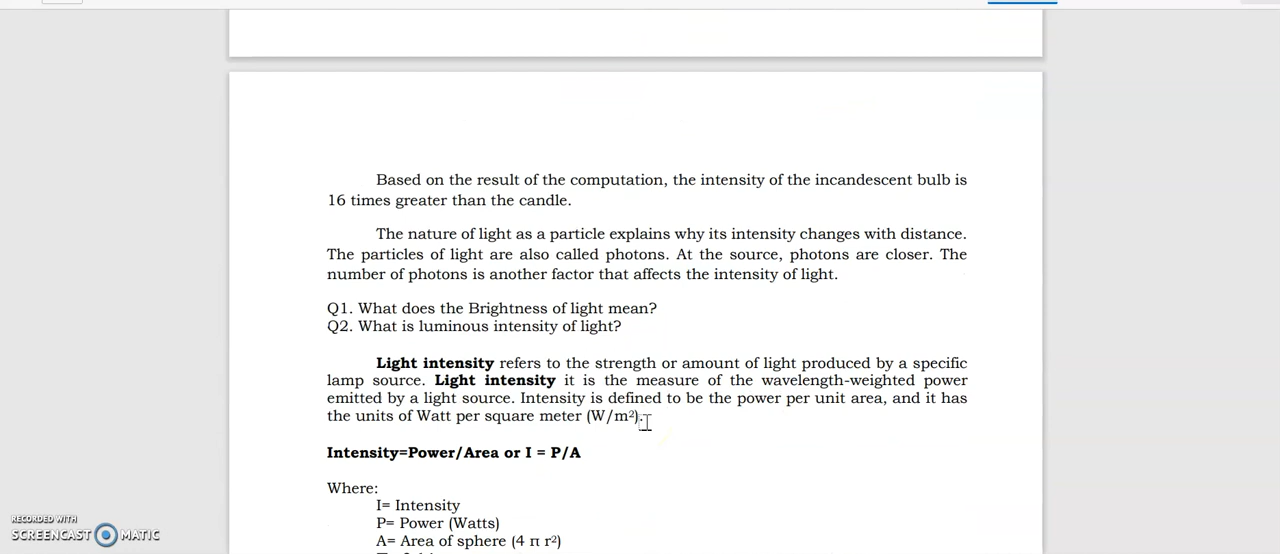 Based on the result of the computation, the intensity of the incandescent bulb is
16 times greater than the candle.
The nature of light as a particle explains why its intensity changes with distance.
The particles of light are also called photons. At the source, photons are closer. The
number of photons is another factor that affects the intensity of light.
Q1. What does the Brightness of light mean?
Q2. What is luminous intensity of light?
Light intensity refers to the strength or amount of light produced by a specific
lamp source. Light intensity it is the measure of the wavelength-weighted power
emitted by a light source. Intensity is defined to be the power per unit area, and it has
the units of Watt per square meter (W/m²).
Intensity=Power/Area or I = P/A
Where:
I= Intensity
P= Power (Watts)
A= Area of sphere (4 π r²)
RECORDED WITH
SCREENCAST MATIC